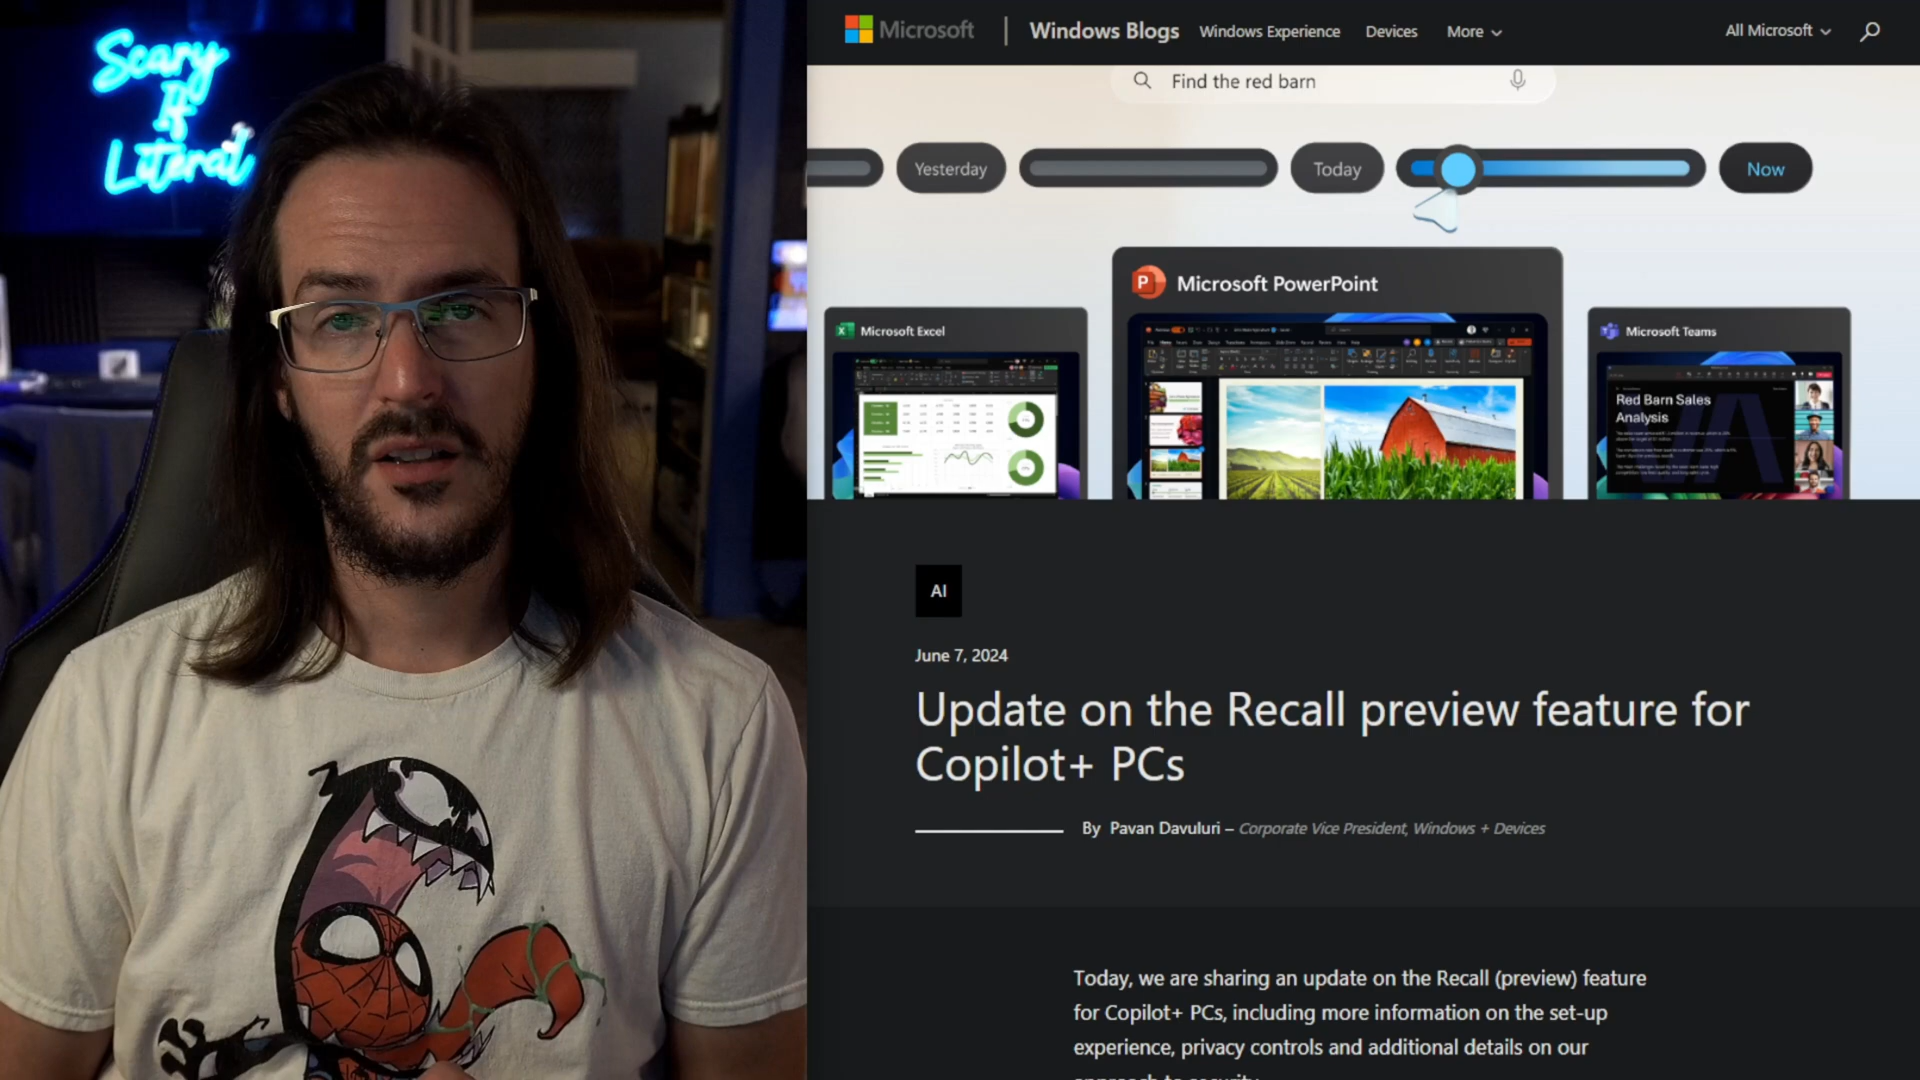 Scary
Is
Literal
Microsoft
Windows Blogs
Windows Experience
Devices
More
All Microsoft
Find the red barn
Yesterday
Today
Now
Microsoft Excel
Microsoft PowerPoint
Microsoft Teams
Red Barn Sales
Analysis
AI
June 7, 2024
Update on the Recall preview feature for
Copilot+ PCs
By Pavan Davuluri – Corporate Vice President, Windows + Devices
Today, we are sharing an update on the Recall (preview) feature
for Copilot+ PCs, including more information on the set-up
experience, privacy controls and additional details on our
approach to security.